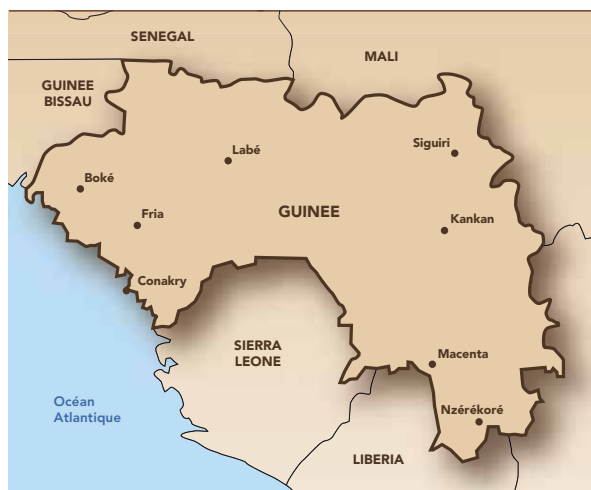 SENEGAL
MALI
GUINEE
BISSAU
Labé
Siguiri
Boké
Fria
GUINEE
Kankan
Conakry
SIERRA
LEONE
Macenta
Océan
Atlantique
Nzérékoré
LIBERIA